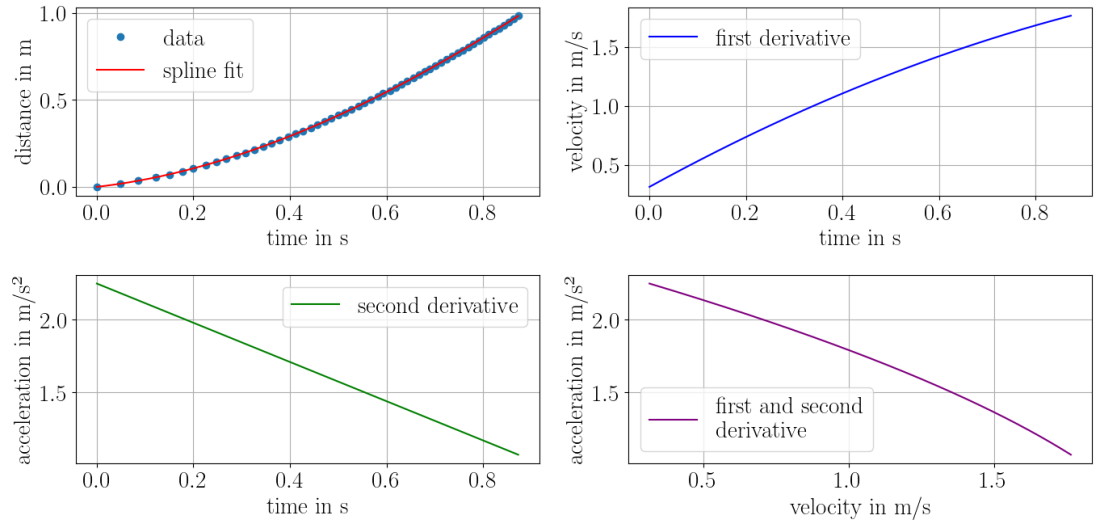 distance in m
1.0
0.5
0.0
data
spline fit
0.0 0.2 0.4 0.6 0.8
time in s
velocity in m/s
1.5
1.0
0.5
first derivative
0.0 0.2 0.4 0.6 0.8
time in s
acceleration in m/s²
2.0
1.5
second derivative
0.0 0.2 0.4 0.6 0.8
time in s
acceleration in m/s²
2.0
1.5
first and second
derivative
0.5 1.0 1.5
velocity in m/s